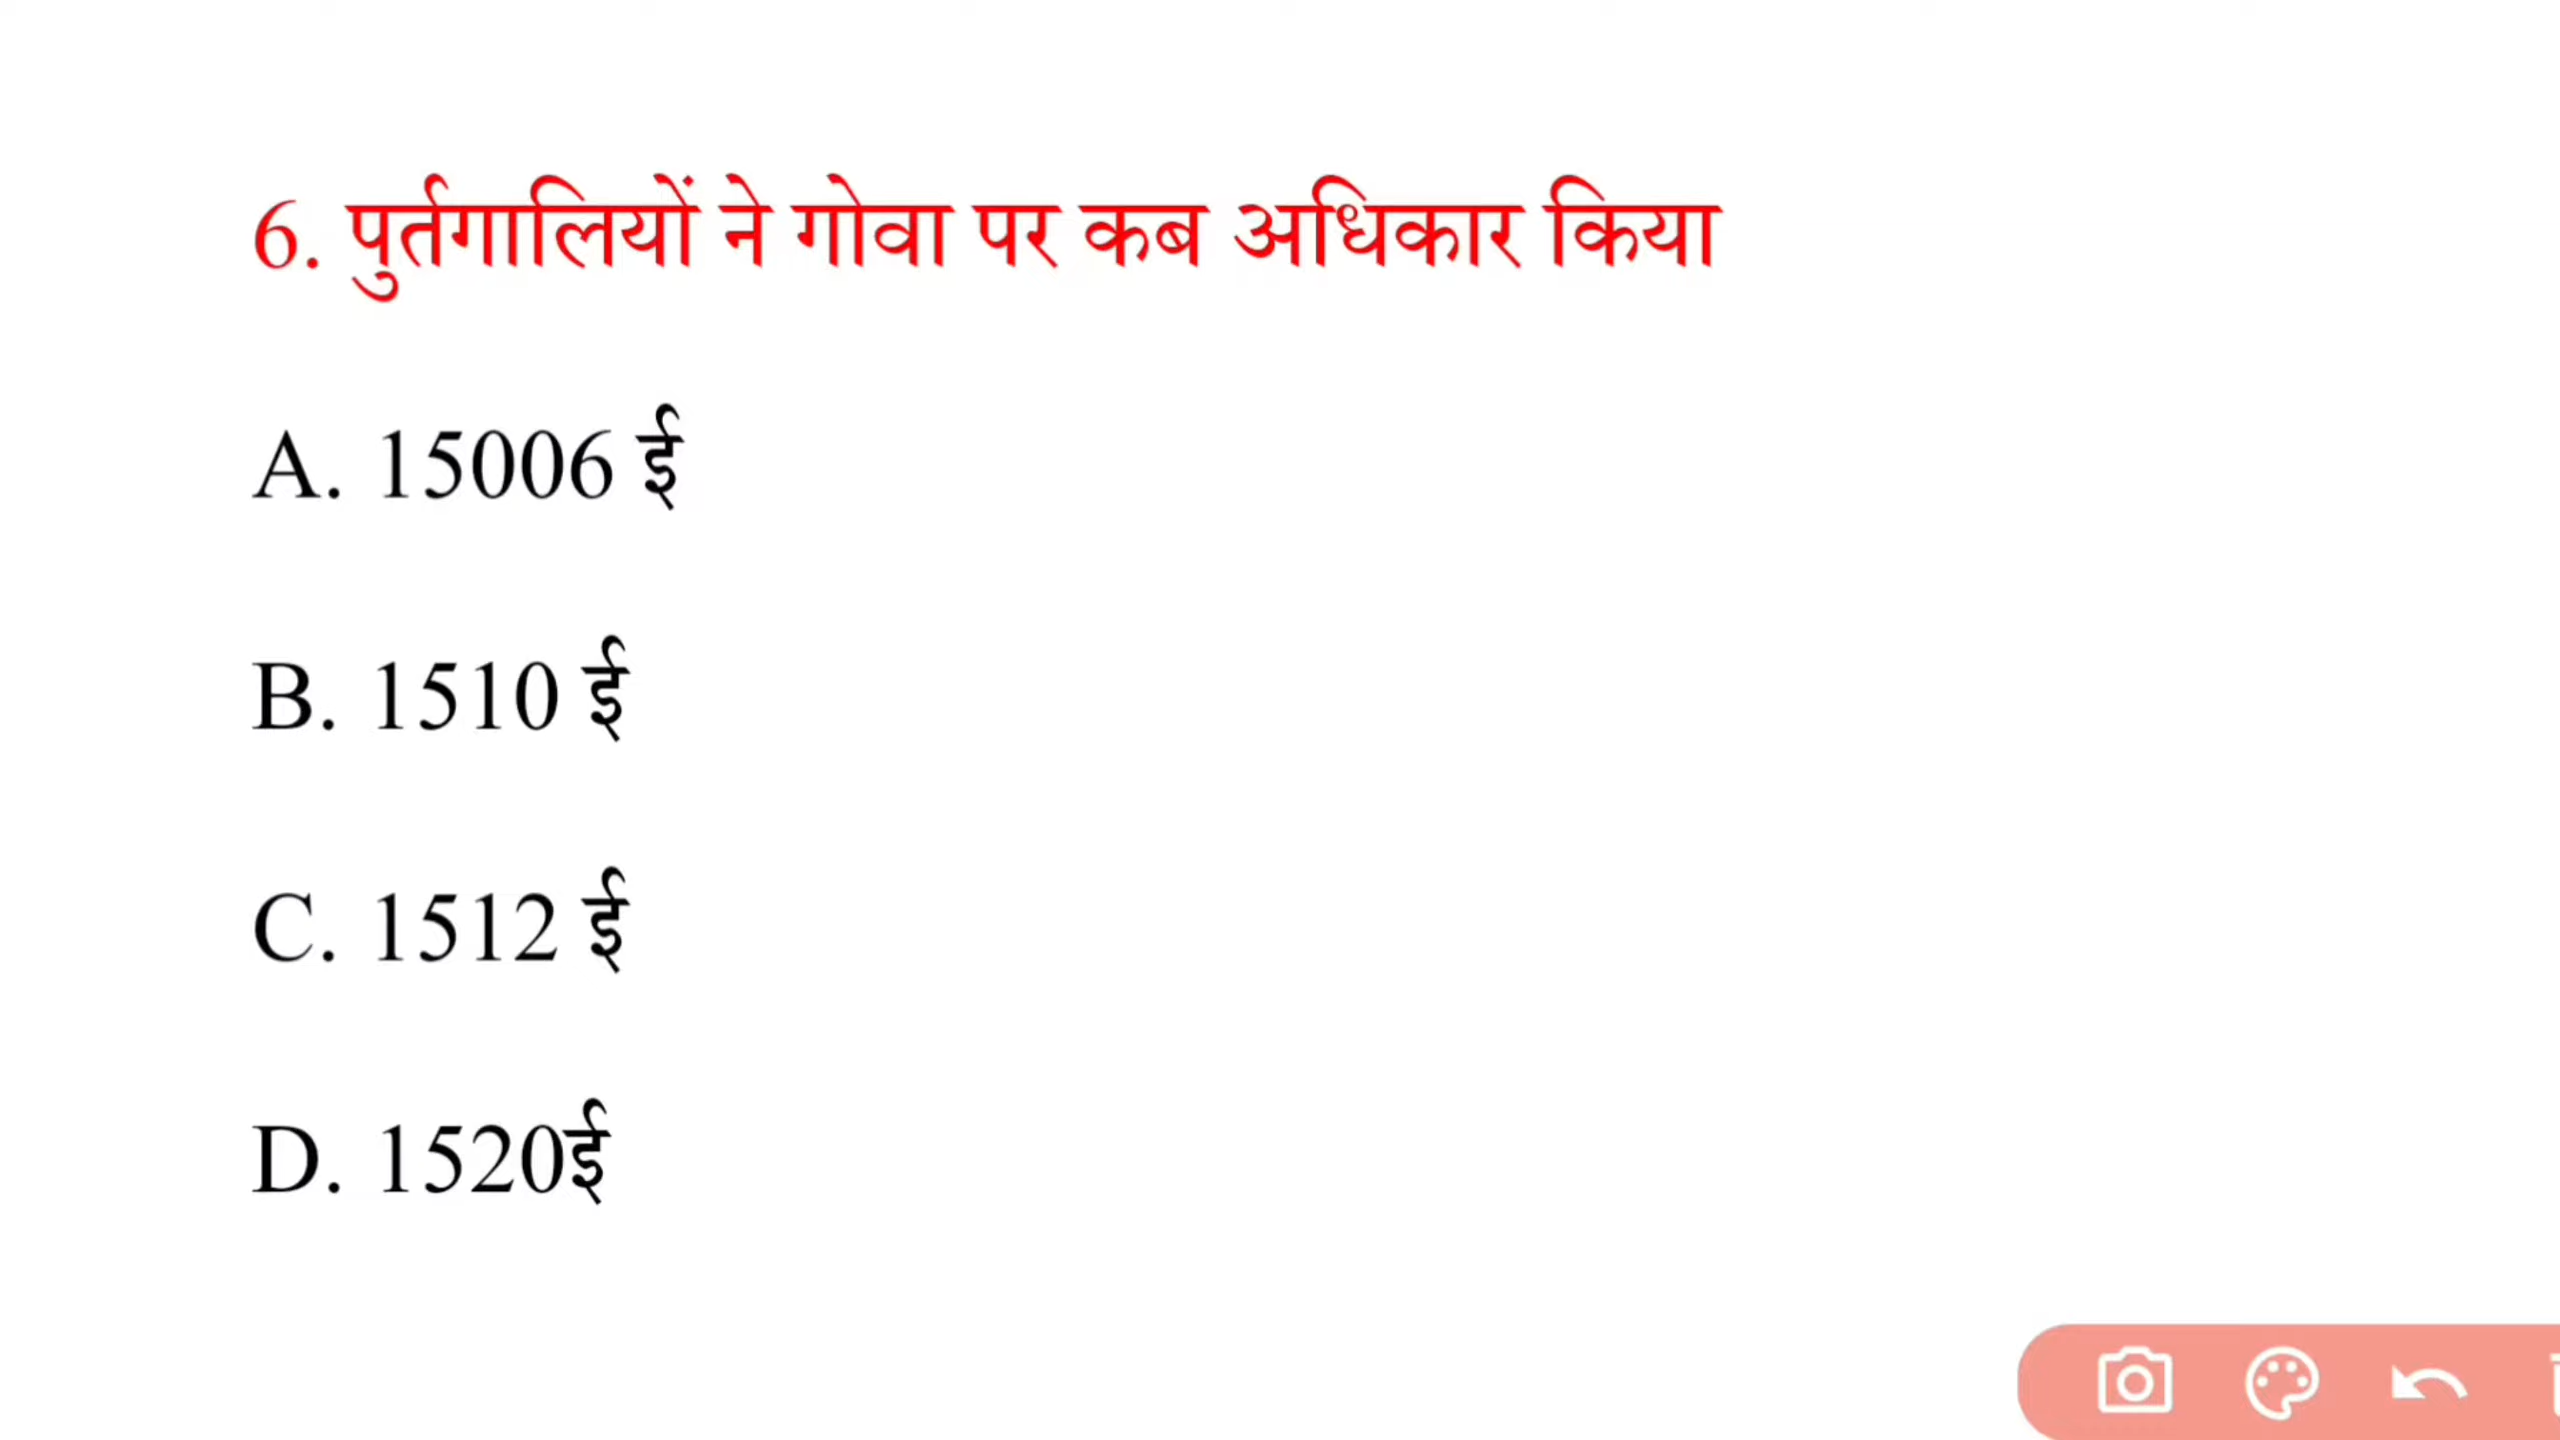 6. पुर्तगालियों ने गोवा पर कब अधिकार किया
A. 15006 ई
B. 1510 ई
C. 1512 ई
D. 1520ई